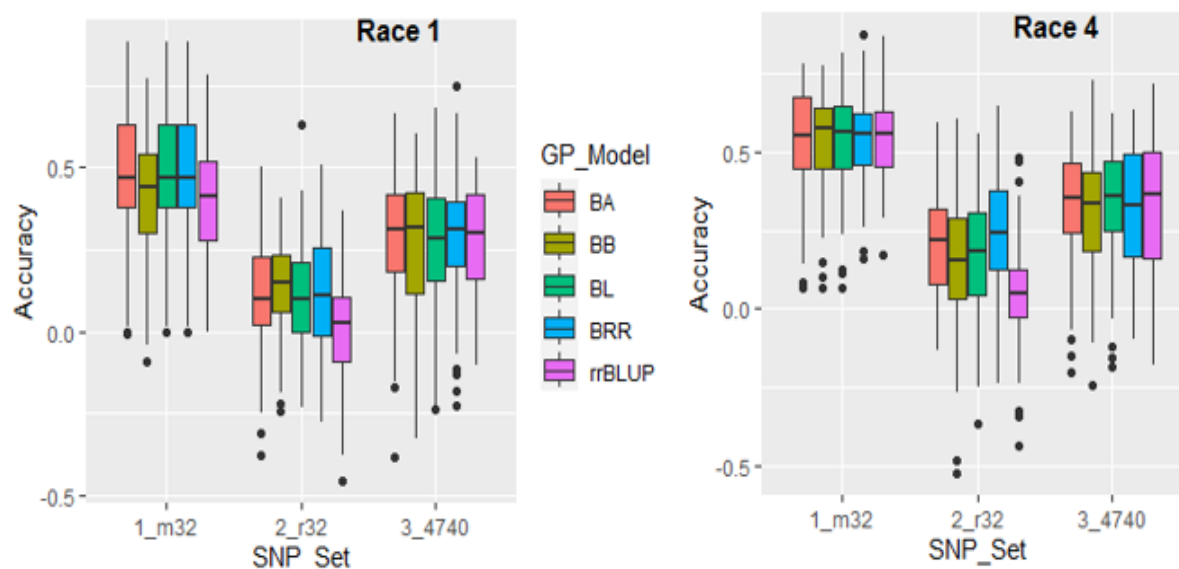 Race 1
Accuracy
0.5
0.0
-0.5
1_m32 2_r32 3_4740
SNP_Set
GP_Model
BA
BB
BL
BRR
rrBLUP
Race 4
Accuracy
0.5
0.0
-0.5
1_m32 2_r32 3_4740
SNP_Set